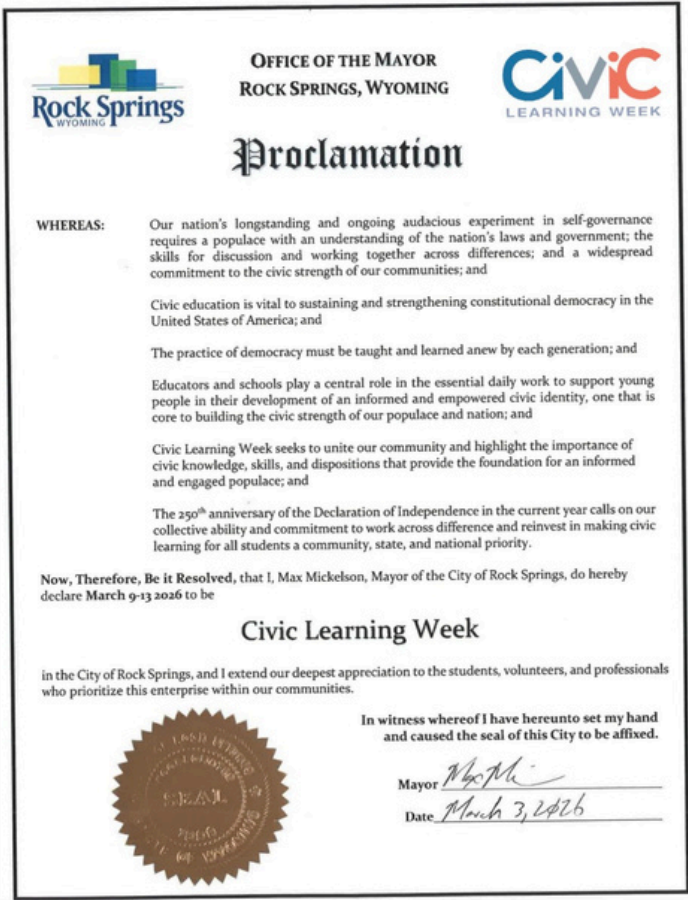 Rock Springs
WYOMING
OFFICE OF THE MAYOR
ROCK SPRINGS, WYOMING
CiviC
LEARNING WEEK
Proclamation
WHEREAS:
Our nation's longstanding and ongoing audacious experiment in self-governance
requires a populace with an understanding of the nation's laws and government; the
skills for discussion and working together across differences; and a widespread
commitment to the civic strength of our communities; and
Civic education is vital to sustaining and strengthening constitutional democracy in the
United States of America; and
The practice of democracy must be taught and learned anew by each generation; and
Educators and schools play a central role in the essential daily work to support young
people in their development of an informed and empowered civic identity, one that is
core to building the civic strength of our populace and nation; and
Civic Learning Week seeks to unite our community and highlight the importance of
civic knowledge, skills, and dispositions that provide the foundation for an informed
and engaged populace; and
The 250th anniversary of the Declaration of Independence in the current year calls on our
collective ability and commitment to work across difference and reinvest in making civic
learning for all students a community, state, and national priority.
Now, Therefore, Be it Resolved, that I, Max Mickelson, Mayor of the City of Rock Springs, do hereby
declare March 9-13 2026 to be
Civic Learning Week
in the City of Rock Springs, and I extend our deepest appreciation to the students, volunteers, and professionals
who prioritize this enterprise within our communities.
In witness whereof I have hereunto set my hand
and caused the seal of this City to be affixed.
Mayor
Date March 3, 2026
SEAL